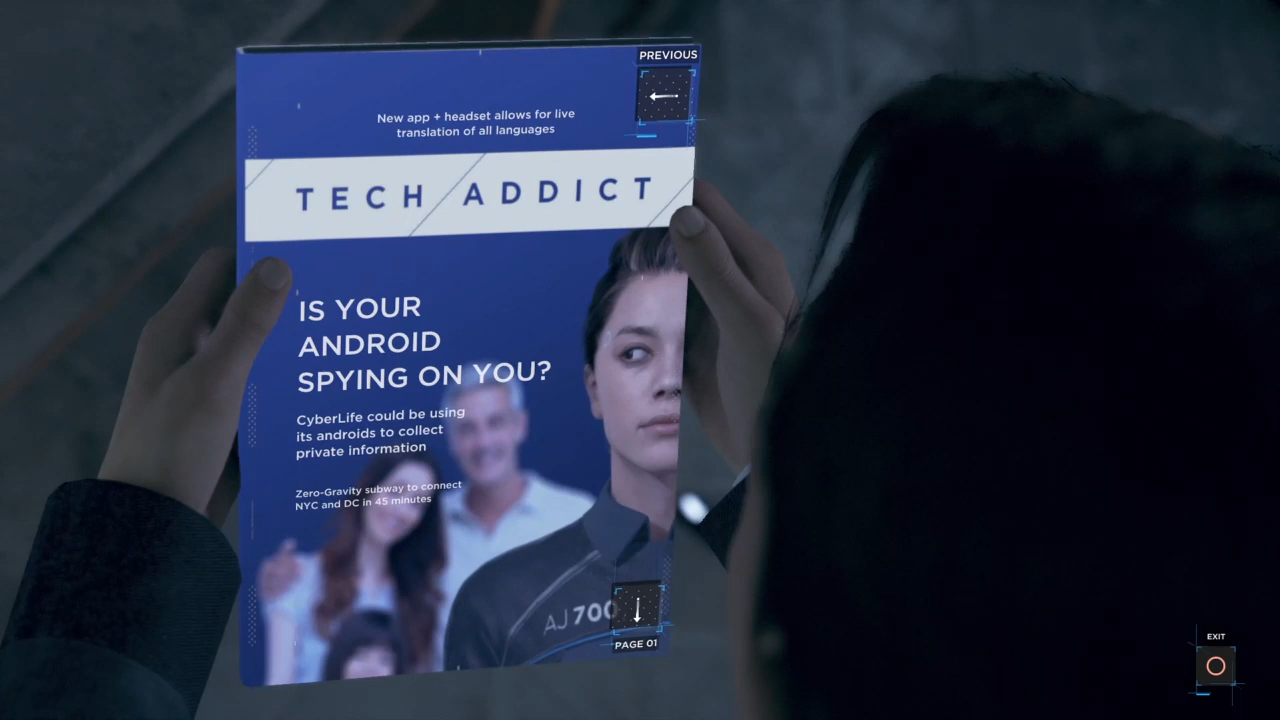 PREVIOUS
New app + headset allows for live
translation of all languages
TECH ADDICT
IS YOUR
ANDROID
SPYING ON YOU?
CyberLife could be using
its androids to collect
private information
Zero-Gravity subway to connect
NYC and DC in 45 minutes
AJ700
PAGE 01
EXIT